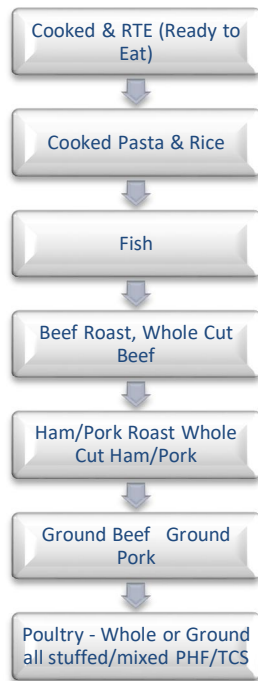 Cooked & RTE (Ready to
Eat)
Cooked Pasta & Rice
Fish
Beef Roast, Whole Cut
Beef
Ham/Pork Roast Whole
Cut Ham/Pork
Ground Beef Ground
Pork
Poultry - Whole or Ground
all stuffed/mixed PHF/TCS